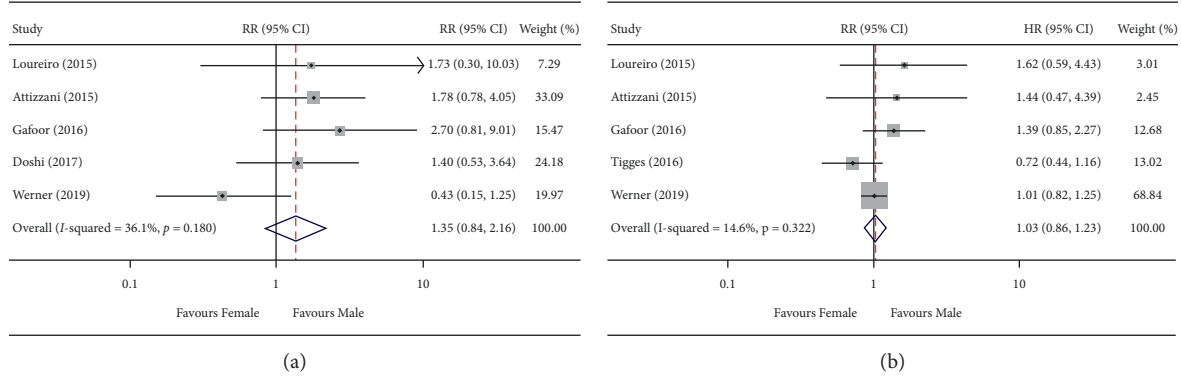 Study RR (95% CI) RR (95% CI) Weight (%)
Loureiro (2015) 1.73 (0.30, 10.03) 7.29
Attizzani (2015) 1.78 (0.78, 4.05) 33.09
Gafoor (2016) 2.70 (0.81, 9.01) 15.47
Doshi (2017) 1.40 (0.53, 3.64) 24.18
Werner (2019) 0.43 (0.15, 1.25) 19.97
Overall (I-squared = 36.1%, p = 0.180) 1.35 (0.84, 2.16) 100.00
0.1 1 10
Favours Female Favours Male
(a)
Study RR (95% CI) HR (95% CI) Weight (%)
Loureiro (2015) 1.62 (0.59, 4.43) 3.01
Attizzani (2015) 1.44 (0.47, 4.39) 2.45
Gafoor (2016) 1.39 (0.85, 2.27) 12.68
Tigges (2016) 0.72 (0.44, 1.16) 13.02
Werner (2019) 1.01 (0.82, 1.25) 68.84
Overall (I-squared = 14.6%, p = 0.322) 1.03 (0.86, 1.23) 100.00
0.1 1 10
Favours Female Favours Male
(b)